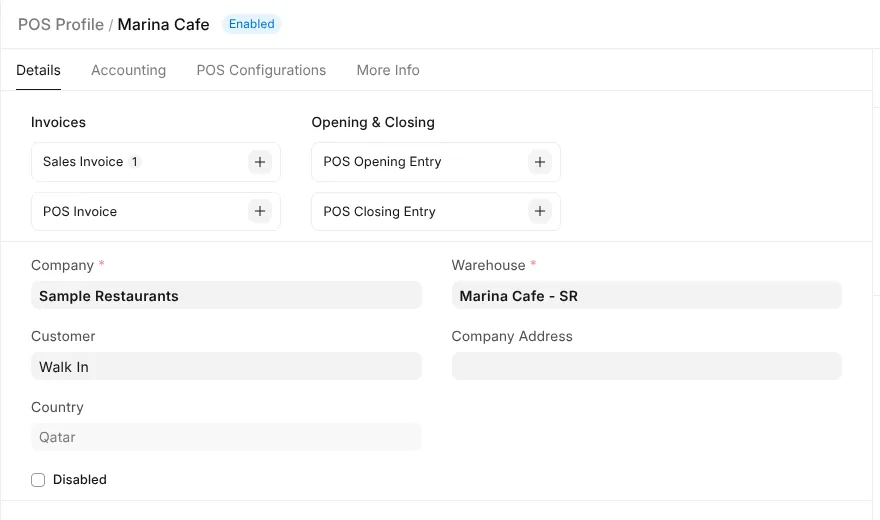 POS Profile / Marina Cafe Enabled
Details Accounting POS Configurations More Info
Invoices Opening & Closing
Sales Invoice 1 + POS Opening Entry +
POS Invoice + POS Closing Entry +
Company * Warehouse *
Sample Restaurants Marina Cafe - SR
Customer Company Address
Walk In
Country
Qatar
Disabled